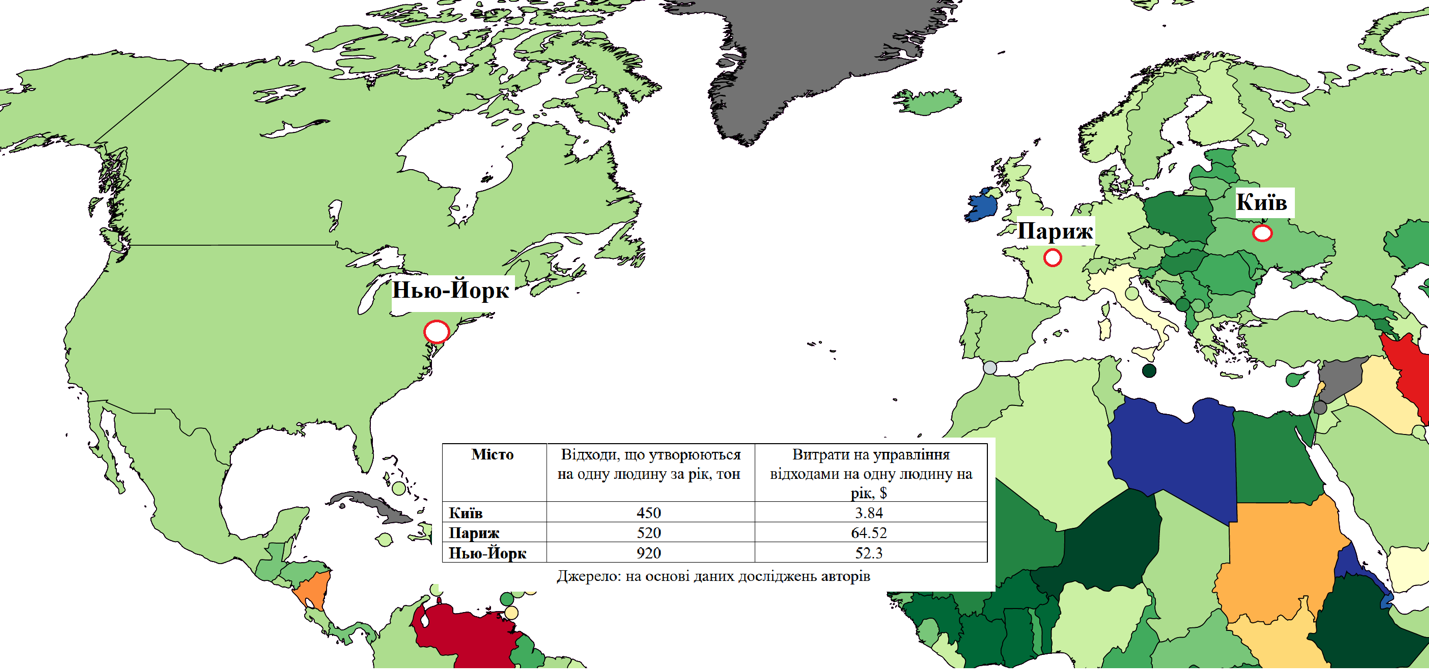 Київ
Париж
Нью-Йорк
Місто Відходи, що утворюються на одну людину за рік, тон Витрати на управління відходами на одну людину на рік, $
Київ 450 3.84
Париж 520 64.52
Нью-Йорк 920 52.3
Джерело: на основі даних досліджень авторів